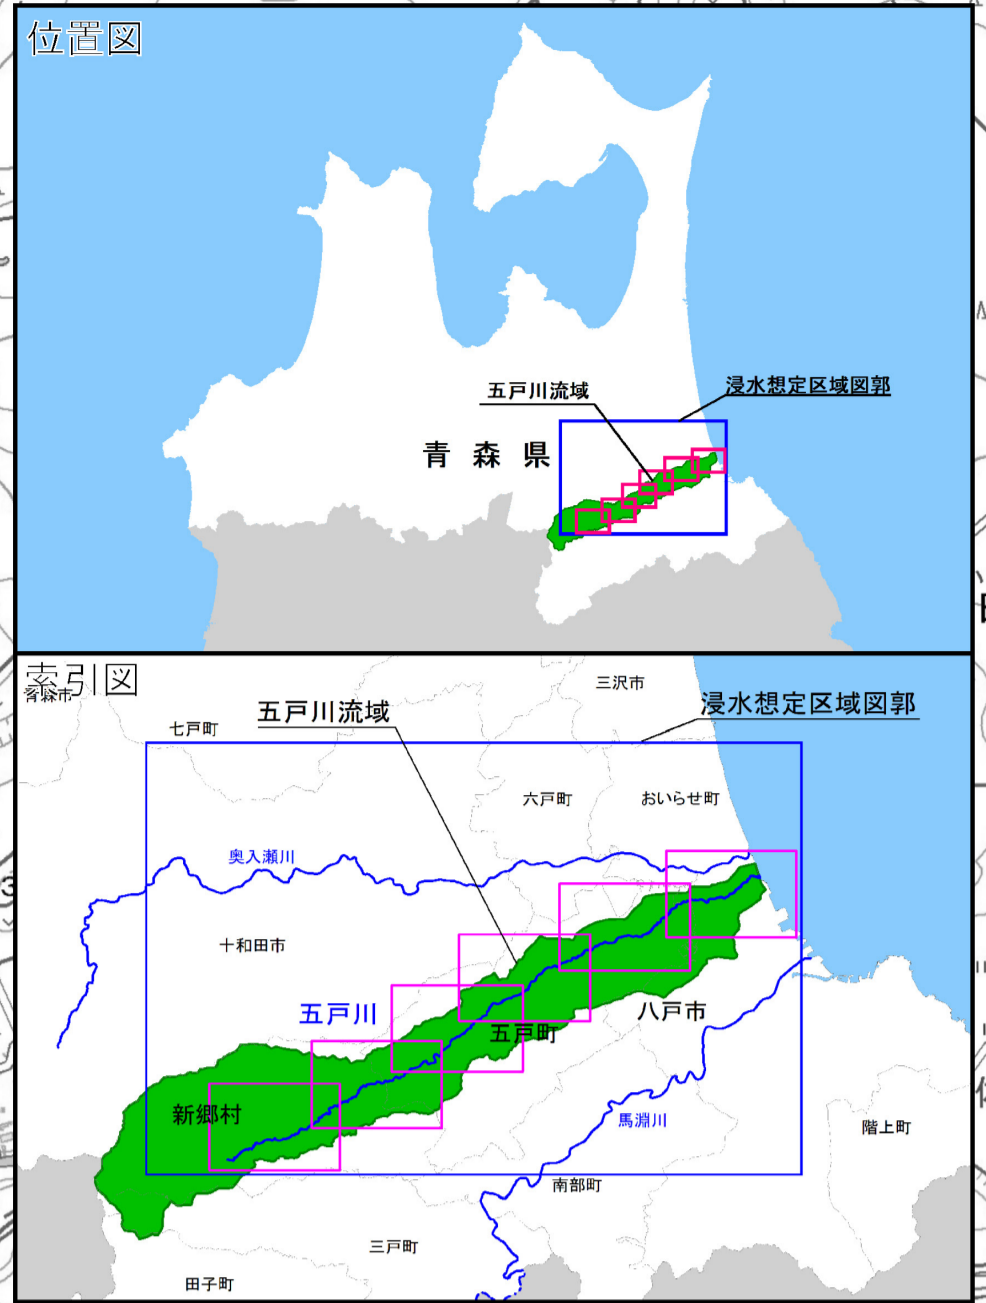 位置図
五戸川流域
浸水想定区域図郭
青森県
索引図
青森市
三沢市
五戸川流域
浸水想定区域図郭
七戸町
六戸町
おいらせ町
奥入瀬川
十和田市
五戸川
八戸市
五戸町
新郷村
馬淵川
階上町
南部町
三戸町
田子町